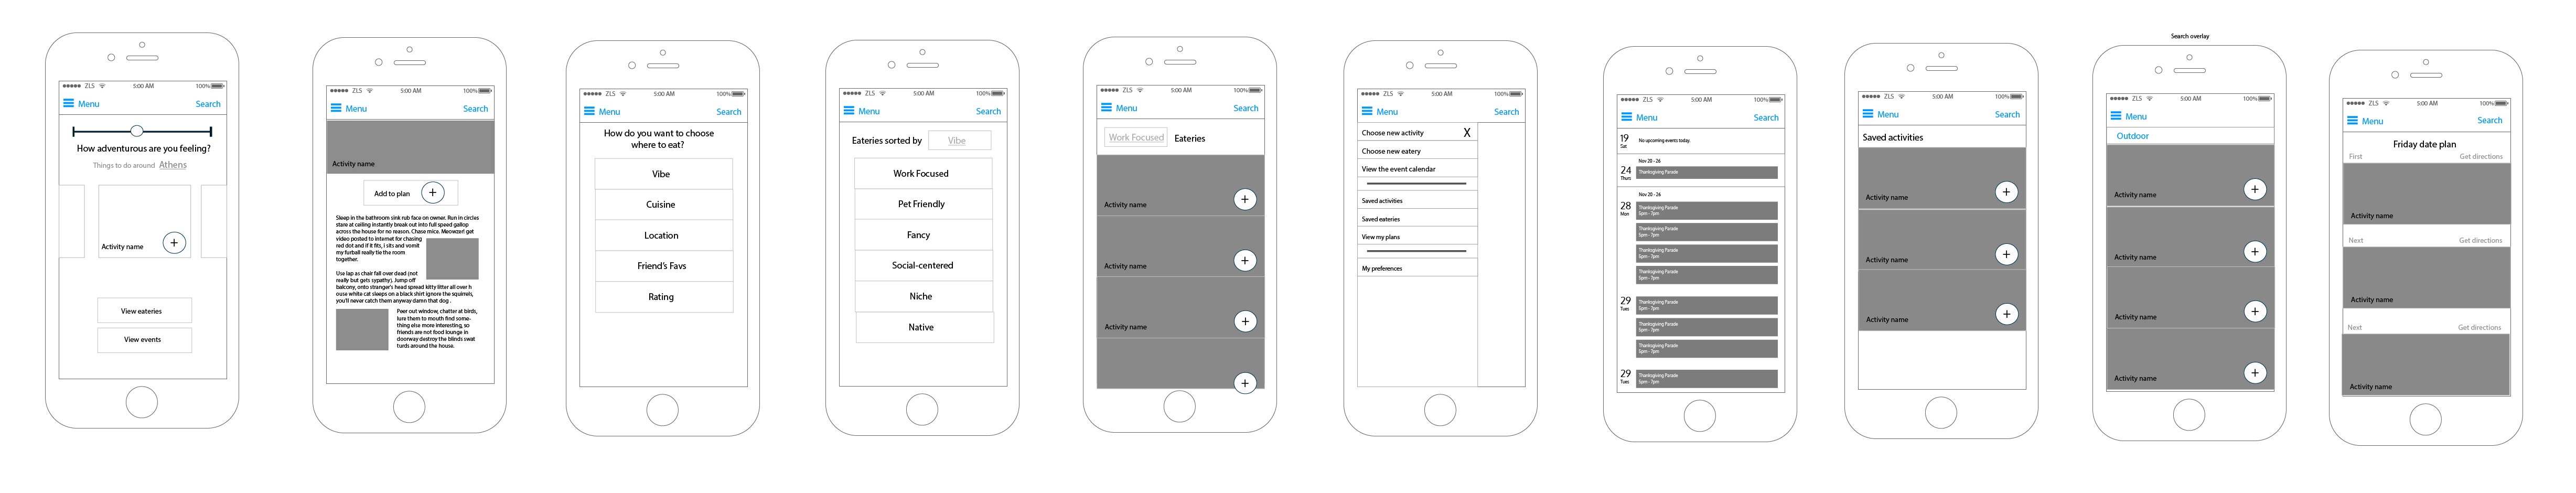 ZLS 5:00 AM 100%
Menu Search
How adventurous are you feeling?
Things to do around Athens
Activity name +
View eateries
View events
ZLS 5:00 AM 100%
Menu Search
Activity name
Add to plan +
Sleep in the bathroom sink rub face on owner. Run in circles
stare at ceiling instantly break out into full speed gallop
across the house for no reason. Chase mice. Meowzer! get
video posted to internet for chasing
red dot and if it fits, i sits and vomit
my furball really tie the room
together.
Use lap as chair fall over dead (not
really but gets sypathy). Jump off
balcony, onto stranger's head spread kitty litter all over h
ouse white cat sleeps on a black shirt ignore the squirrels,
you'll never catch them anyway damn that dog .
Peer out window, chatter at birds,
lure them to mouth find some-
thing else more interesting, so
friends are not food lounge in
doorway destroy the blinds swat
turds around the house.
ZLS 5:00 AM 100%
Menu Search
How do you want to choose
where to eat?
Vibe
Cuisine
Location
Friend's Favs
Rating
ZLS 5:00 AM 100%
Menu Search
Eateries sorted by Vibe
Work Focused
Pet Friendly
Fancy
Social-centered
Niche
Native
ZLS 5:00 AM 100%
Menu Search
Work Focused Eateries
Activity name +
Activity name +
Activity name +
+
ZLS 5:00 AM 100%
Menu Search
Choose new activity X
Choose new eatery
View the event calendar
Saved activities
Saved eateries
View my plans
My preferences
ZLS 5:00 AM 100%
Menu Search
19
Sat
No upcoming events today.
Nov 20 - 26
24
Thurs
Thanksgiving
Nov 20 - 26
28
Mon
Thanksgiving Parade
5pm - 7pm
Thanksgiving Parade
5pm - 7pm
Thanksgiving Parade
5pm - 7pm
Thanksgiving Parade
5pm - 7pm
29
Tues
Thanksgiving Parade
5pm - 7pm
Thanksgiving Parade
5pm - 7pm
Thanksgiving Parade
5pm - 7pm
29
Tues
Thanksgiving Parade
5pm - 7pm
ZLS 5:00 AM 100%
Menu Search
Saved activities
Activity name +
Activity name +
Activity name +
Search overlay
ZLS 5:00 AM 100%
Menu
Outdoor
Activity name +
Activity name +
Activity name +
Activity name +
ZLS 5:00 AM 100%
Menu Search
Friday date plan
First Get directions
Activity name
Next Get directions
Activity name
Next Get directions
Activity name